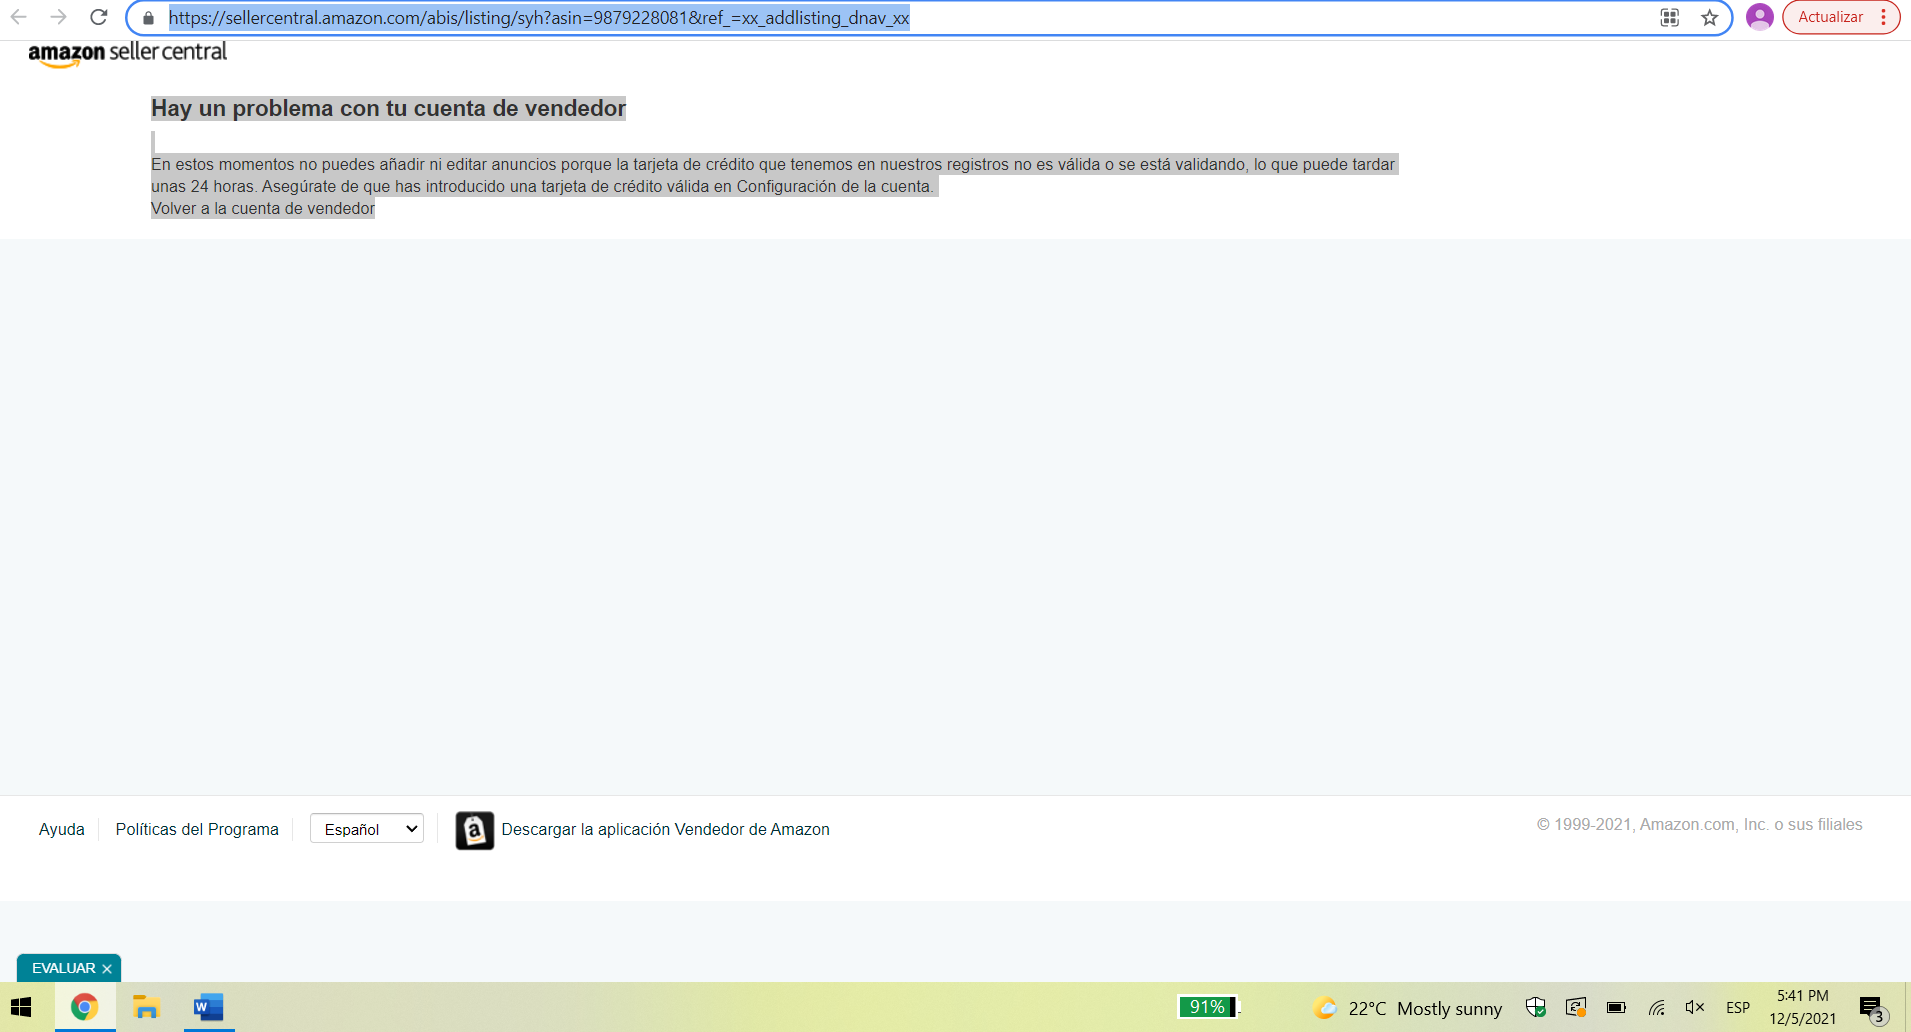 https://sellercentral.amazon.com/abis/listing/syh?asin=9879228081&ref_=xx_addlisting_dnav_xx
Actualizar
amazon seller central
Hay un problema con tu cuenta de vendedor
En estos momentos no puedes añadir ni editar anuncios porque la tarjeta de crédito que tenemos en nuestros registros no es válida o se está validando, lo que puede tardar
unas 24 horas. Asegúrate de que has introducido una tarjeta de crédito válida en Configuración de la cuenta.
Volver a la cuenta de vendedor
Ayuda
Políticas del Programa
Español
a
Descargar la aplicación Vendedor de Amazon
© 1999-2021, Amazon.com, Inc. o sus filiales
EVALUAR
W
91%
22°C Mostly sunny
ESP
5:41 PM
12/5/2021
3